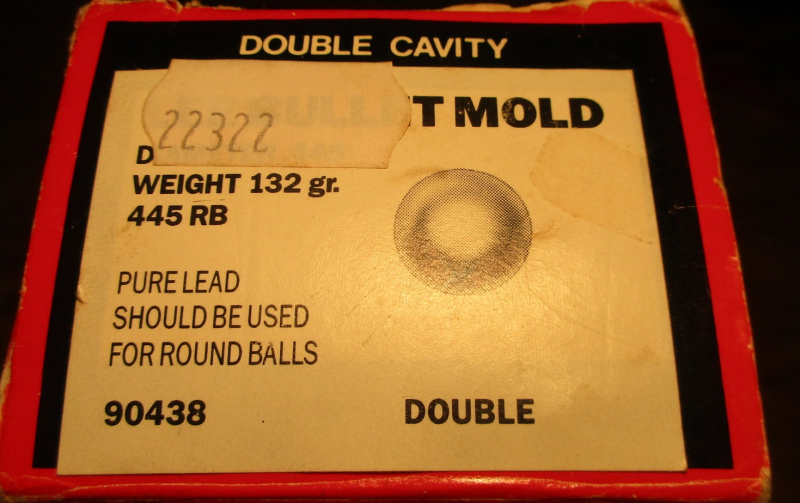 DOUBLE CAVITY
BULLET MOLD
22322
WEIGHT 132 gr.
445 RB
PURE LEAD
SHOULD BE USED
FOR ROUND BALLS
90438
DOUBLE